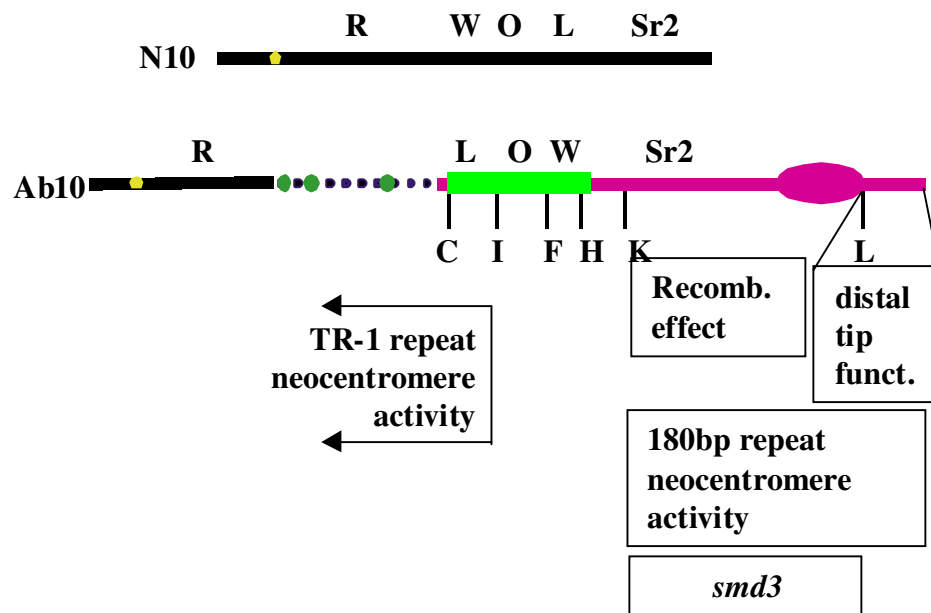 R W O L Sr2
N10
R L O W Sr2
Ab10
C I F H K L
Recomb.
effect
distal
tip
funct.
TR-1 repeat
neocentromere
activity
180bp repeat
neocentromere
activity
smd3